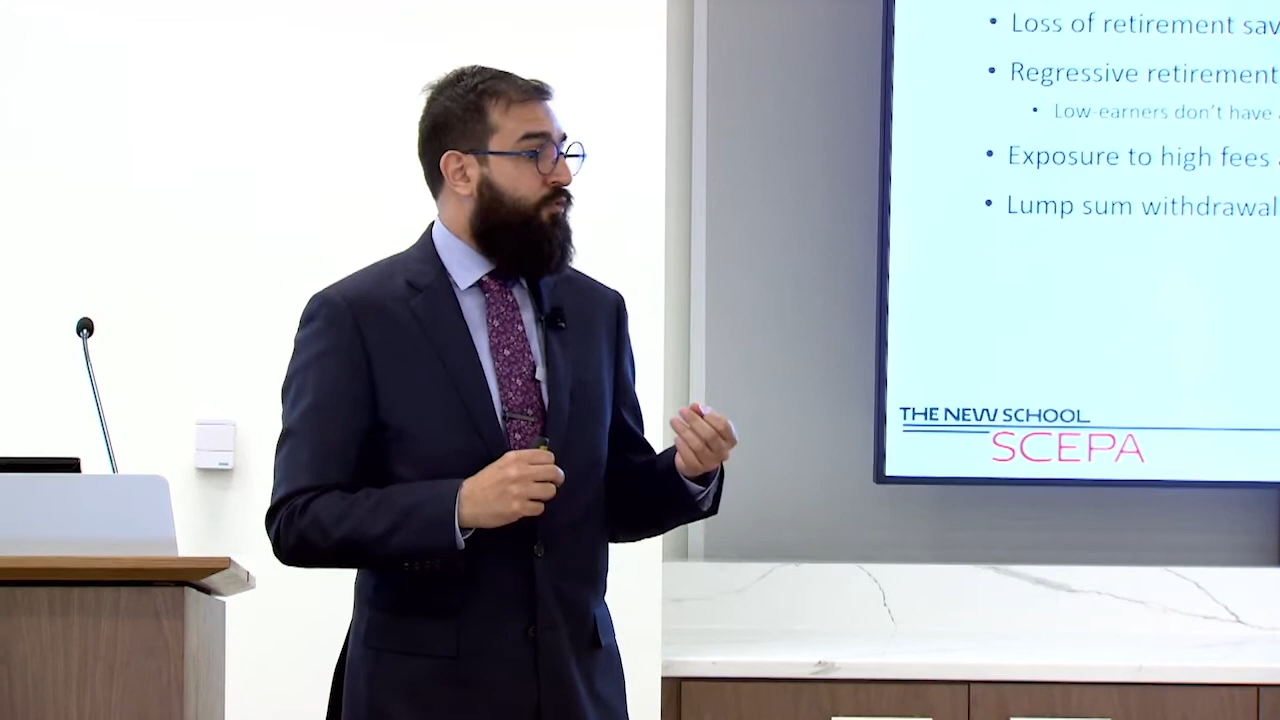 • Loss of retirement
• Regressive retirement
• Low-earners don't have
• Exposure to high fees
• Lump sum withdrawal
THE NEW SCHOOL
SCEPA